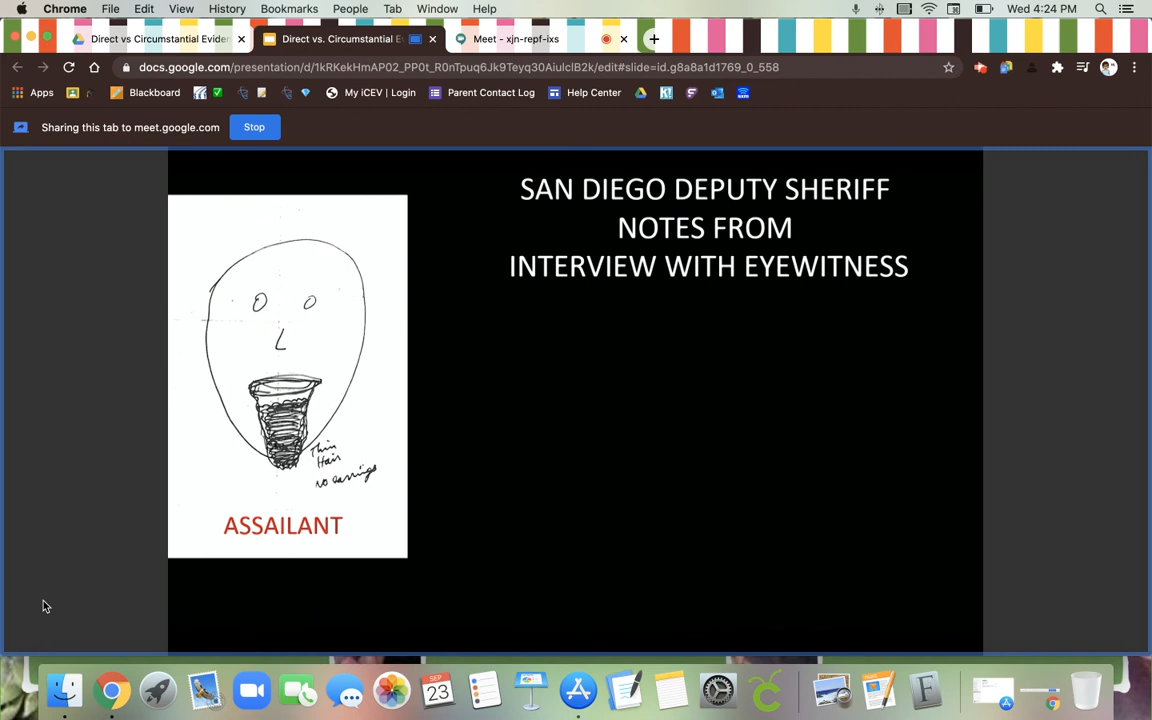 Chrome File Edit View History Bookmarks People Tab Window Help Wed 4:24 PM
Direct vs Circumstantial Eviden Direct vs. Circumstantial E Meet - xjn-repf-ixs
docs.google.com/presentation/d/1kRKekHmAP02_PP0t_R0nTpuq6Jk9Teyq30AiulclB2k/edit#slide=id.g8a8a1d1769_0_558
Apps Blackboard My iCEV | Login Parent Contact Log Help Center
Sharing this tab to meet.google.com Stop
SAN DIEGO DEPUTY SHERIFF
NOTES FROM
INTERVIEW WITH EYEWITNESS
Thin
Hair
no earrings
ASSAILANT
SEP
23